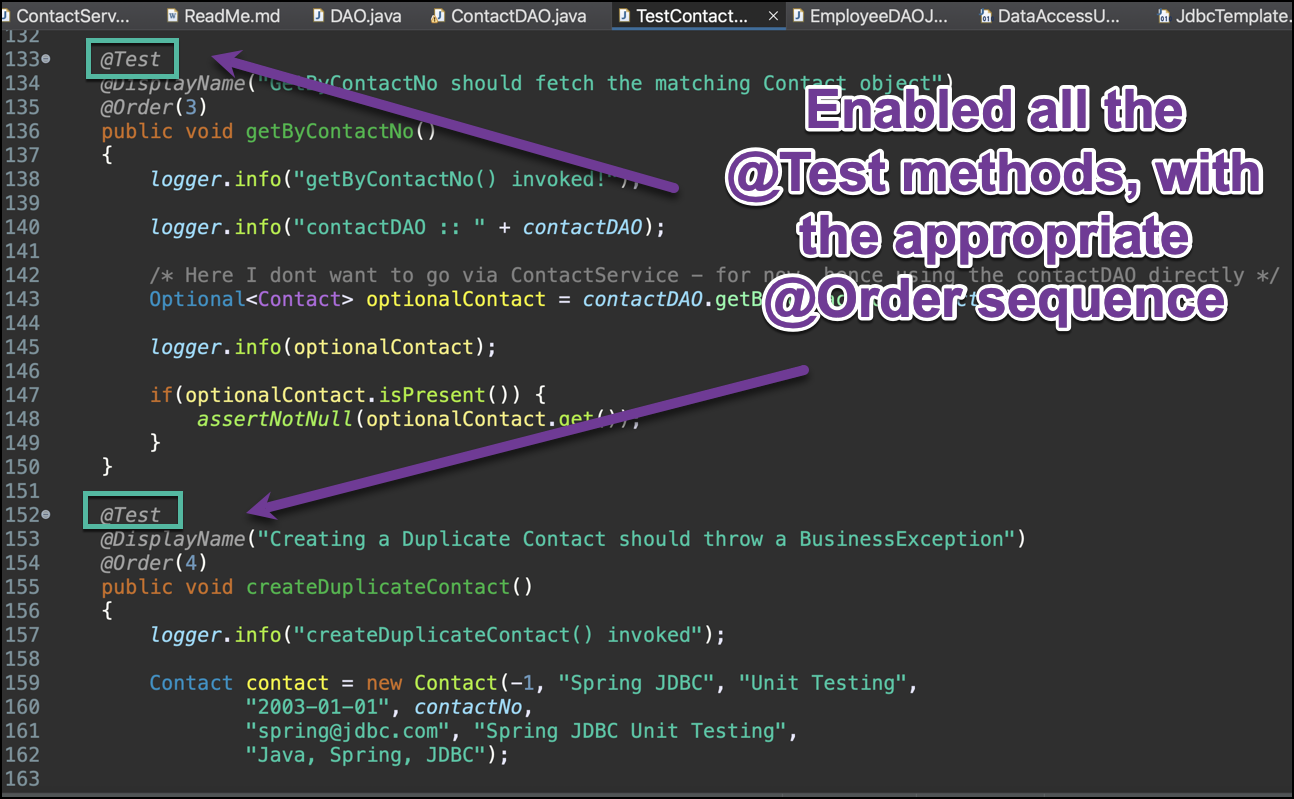 ContactServ... ReadMe.md DAO.java ContactDAO.java TestContact... × EmployeeDAOJ... DataAccessU... JdbcTemplate.
132
133 @Test
134 @DisplayName("GetByContactNo should fetch the matching Contact object")
135 @Order(3)
136 public void getByContactNo()
137 {
138 logger.info("getByContactNo() invoked!");
139
140 logger.info("contactDAO :: " + contactDAO);
141
142 /* Here I dont want to go via ContactService - for now, hence using the contactDAO directly */
143 Optional<Contact> optionalContact = contactDAO.
144
145 logger.info(optionalContact);
146
147 if(optionalContact.isPresent()) {
148 assertNotNull(optionalContact.get());
149 }
150 }
151
152 @Test
153 @DisplayName("Creating a Duplicate Contact should throw a BusinessException")
154 @Order(4)
155 public void createDuplicateContact()
156 {
157 logger.info("createDuplicateContact() invoked");
158
159 Contact contact = new Contact(-1, "Spring JDBC", "Unit Testing",
160 "2003-01-01", contactNo,
161 "spring@jdbc.com", "Spring JDBC Unit Testing",
162 "Java, Spring, JDBC");
163
Enabled all the
@Test methods, with
the appropriate
@Order sequence